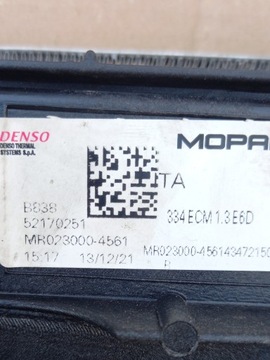 DENSO
DENSO THERMAL
SYSTEMS S.p.A.
MOPA
TA
B838
52170251
334 ECM 1.3 E6D
MR023000-4561
MR023000-45614347215
15:17 13/12/21